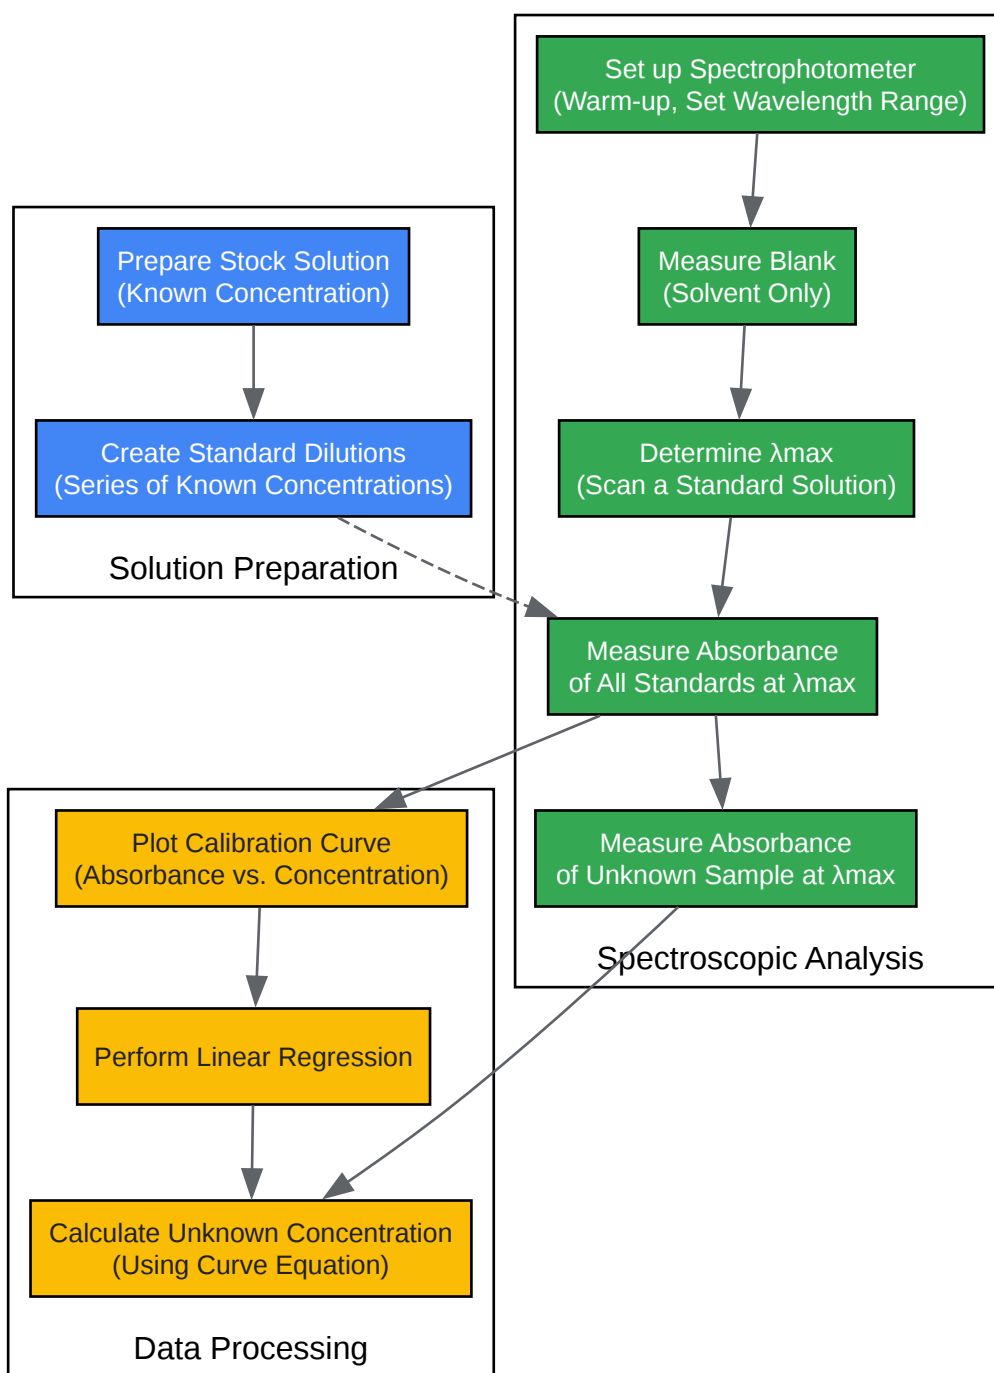 Set up Spectrophotometer
(Warm-up, Set Wavelength Range)
Prepare Stock Solution
(Known Concentration)
Measure Blank
(Solvent Only)
Create Standard Dilutions
(Series of Known Concentrations)
Determine λmax
(Scan a Standard Solution)
Solution Preparation
Measure Absorbance
of All Standards at λmax
Plot Calibration Curve
(Absorbance vs. Concentration)
Measure Absorbance
of Unknown Sample at λmax
Spectroscopic Analysis
Perform Linear Regression
Calculate Unknown Concentration
(Using Curve Equation)
Data Processing